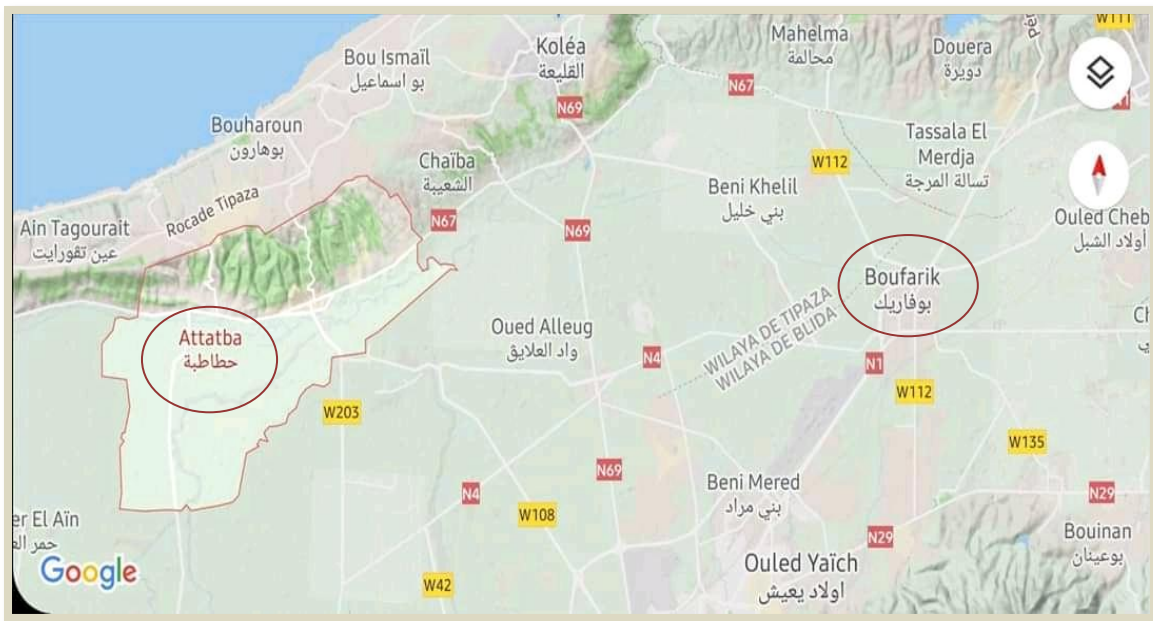 W111
Mahelma
محالمة
Koléa
القليعة
Douera
دويرة
Bou Ismaïl
بو اسماعيل
N67
N1
N69
Bouharoun
بوهارون
Tassala El
Merdja
تسالة المرجة
Chaïba
الشعيبة
W112
Beni Khelil
بني خليل
Rocade Tipaza
Ain Tagourait
عين تقورايت
N67
N69
Ouled Cheb
أولاد الشبل
Boufarik
بوفاريك
Attatba
حطاطبة
Oued Alleug
واد العلايق
WILAYA DE TIPAZA
WILAYA DE BLIDA
N4
N1
W112
W203
W135
N69
Beni Mered
بني مراد
N4
N29
W108
er El Aïn
N29
Bouinan
بوعينان
Google
Ouled Yaïch
اولاد يعيش
W42